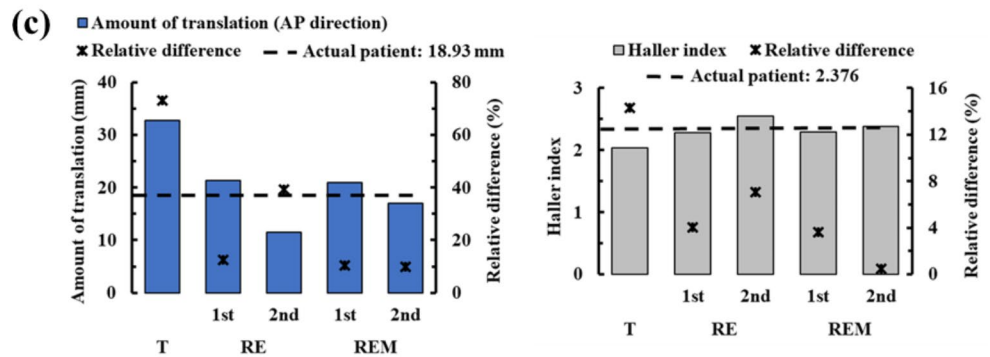 (c)
Amount of translation (AP direction)
Relative difference
Actual patient: 18.93 mm
Amount of translation (mm)
40
30
20
10
0
80
60
40
20
0
Relative difference (%)
1st 2nd 1st 2nd
T RE REM
Haller index Relative difference
Actual patient: 2.376
Haller index
3
2
1
0
16
12
8
4
0
Relative difference (%)
1st 2nd 1st 2nd
T RE REM